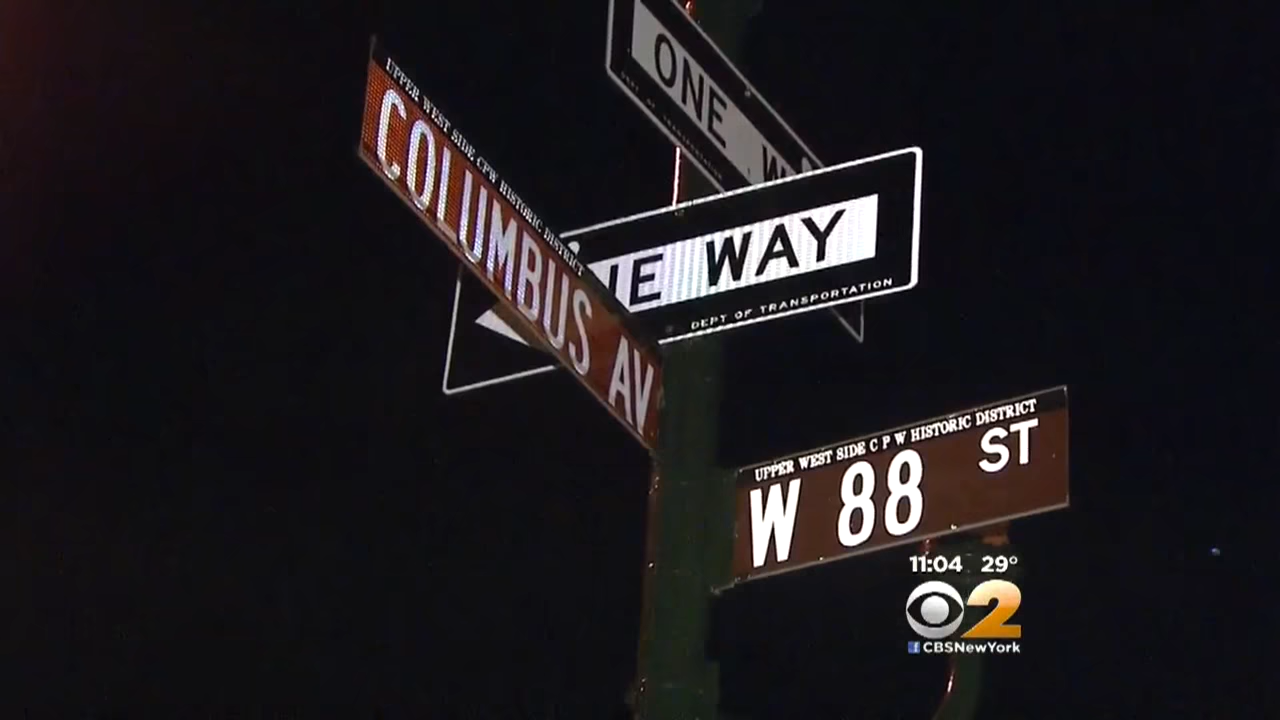 ONE W
UPPER WEST SIDE CPW HISTORIC DISTRICT
COLUMBUS AV
WAY
DEPT OF TRANSPORTATION
UPPER WEST SIDE C P W HISTORIC DISTRICT
W 88 ST
11:04 29°
2
f CBSNewYork